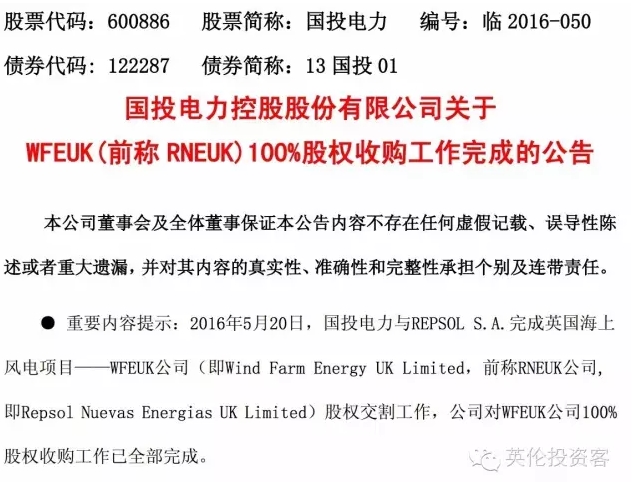 股票代码：600886 股票简称：国投电力 编号：临 2016-050
债券代码: 122287 债券简称：13 国投 01
国投电力控股股份有限公司关于
WFEUK(前称 RNEUK)100%股权收购工作完成的公告
本公司董事会及全体董事保证本公告内容不存在任何虚假记载、误导性陈
述或者重大遗漏，并对其内容的真实性、准确性和完整性承担个别及连带责任。
● 重要内容提示：2016年5月20日，国投电力与REPSOL S.A.完成英国海上
风电项目——WFEUK公司（即Wind Farm Energy UK Limited，前称RNEUK公司,
即Repsol Nuevas Energias UK Limited）股权交割工作，公司对WFEUK公司100%
股权收购工作已全部完成。
英伦投资客